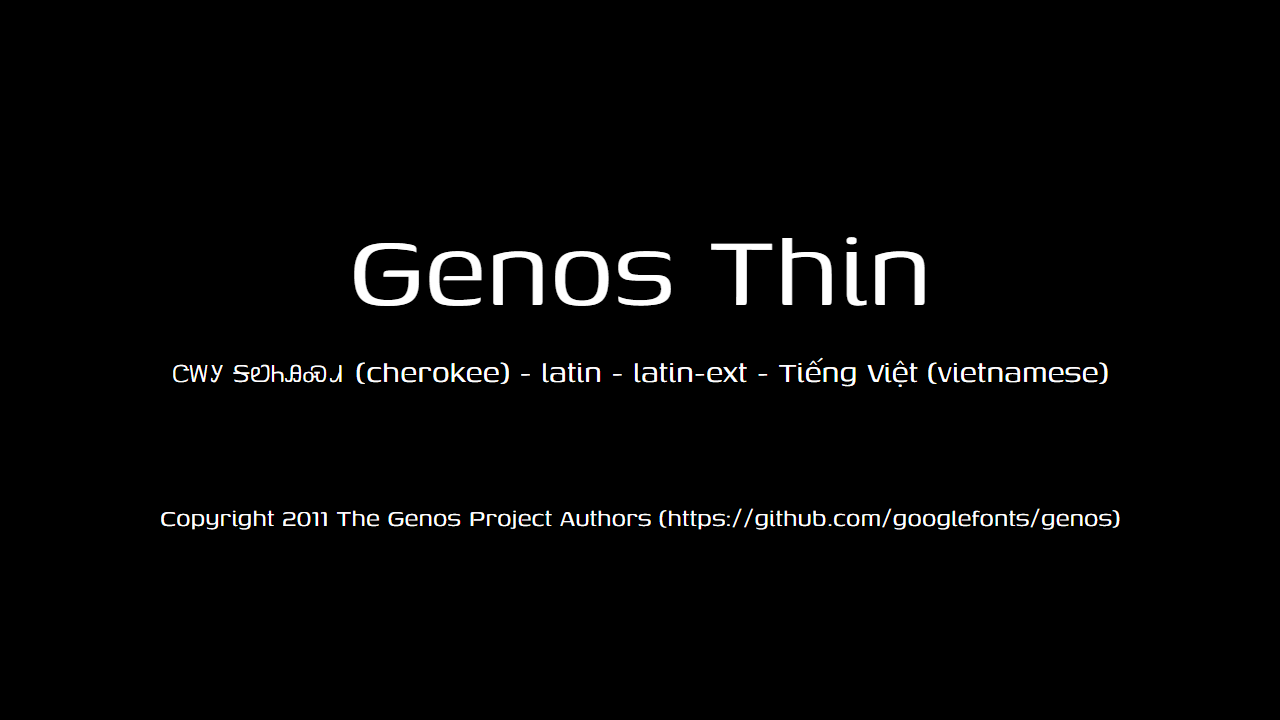 Genos Thin
ᏣᎳᎩ ᎦᏬᏂᎯᏍᏗ (cherokee) - latin - latin-ext - Tiếng Việt (vietnamese)
Copyright 2011 The Genos Project Authors (https://github.com/googlefonts/genos)